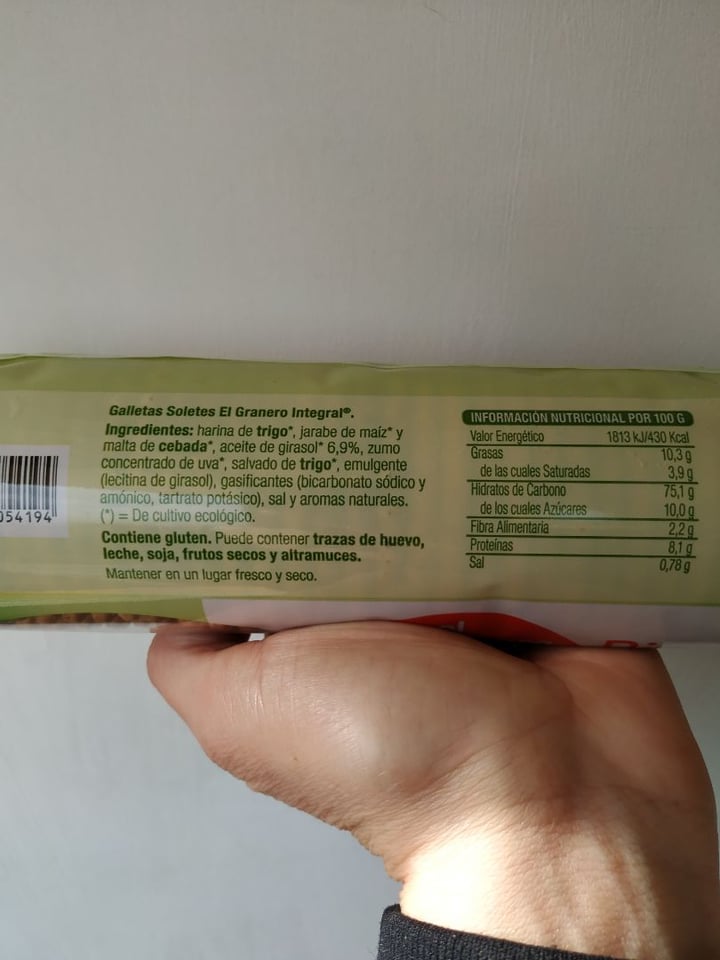 Galletas Soletes El Granero Integral®.
Ingredientes: harina de trigo*, jarabe de maíz* y
malta de cebada*, aceite de girasol* 6,9%, zumo
concentrado de uva*, salvado de trigo*, emulgente
(lecitina de girasol), gasificantes (bicarbonato sódico y
amónico, tartrato potásico), sal y aromas naturales.
(*) = De cultivo ecológico.
Contiene gluten. Puede contener trazas de huevo,
leche, soja, frutos secos y altramuces.
Mantener en un lugar fresco y seco.
054194
INFORMACIÓN NUTRICIONAL POR 100 G
Valor Energético 1813 kJ/430 Kcal
Grasas 10,3 g
de las cuales Saturadas 3,9 g
Hidratos de Carbono 75,1 g
de los cuales Azúcares 10,0 g
Fibra Alimentaria 2,2 g
Proteínas 8,1 g
Sal 0,78 g